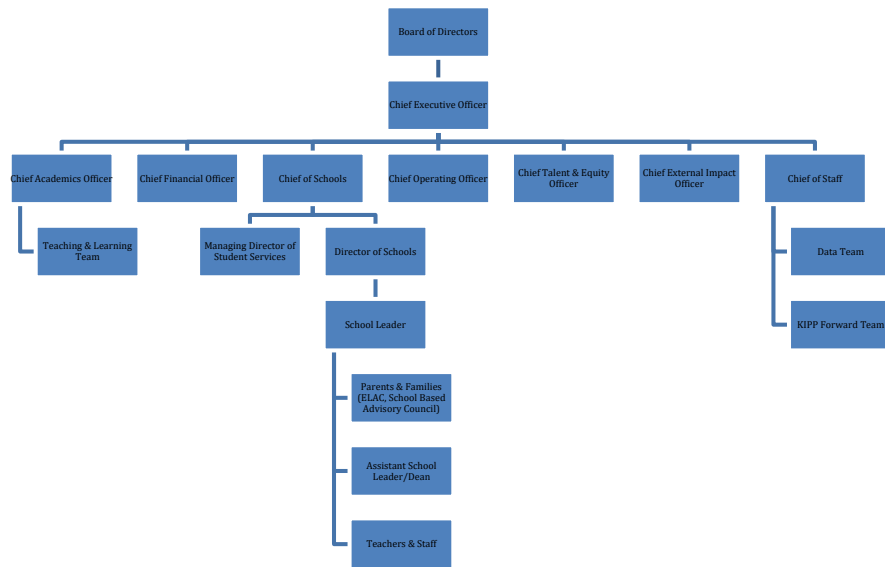 Board of Directors
Chief Executive Officer
Chief Academics Officer
Chief Financial Officer
Chief of Schools
Chief Operating Officer
Chief Talent & Equity
Officer
Chief External Impact
Officer
Chief of Staff
Teaching & Learning
Team
Managing Director of
Student Services
Director of Schools
Data Team
School Leader
KIPP Forward Team
Parents & Families
(ELAC, School Based
Advisory Council)
Assistant School
Leader/Dean
Teachers & Staff